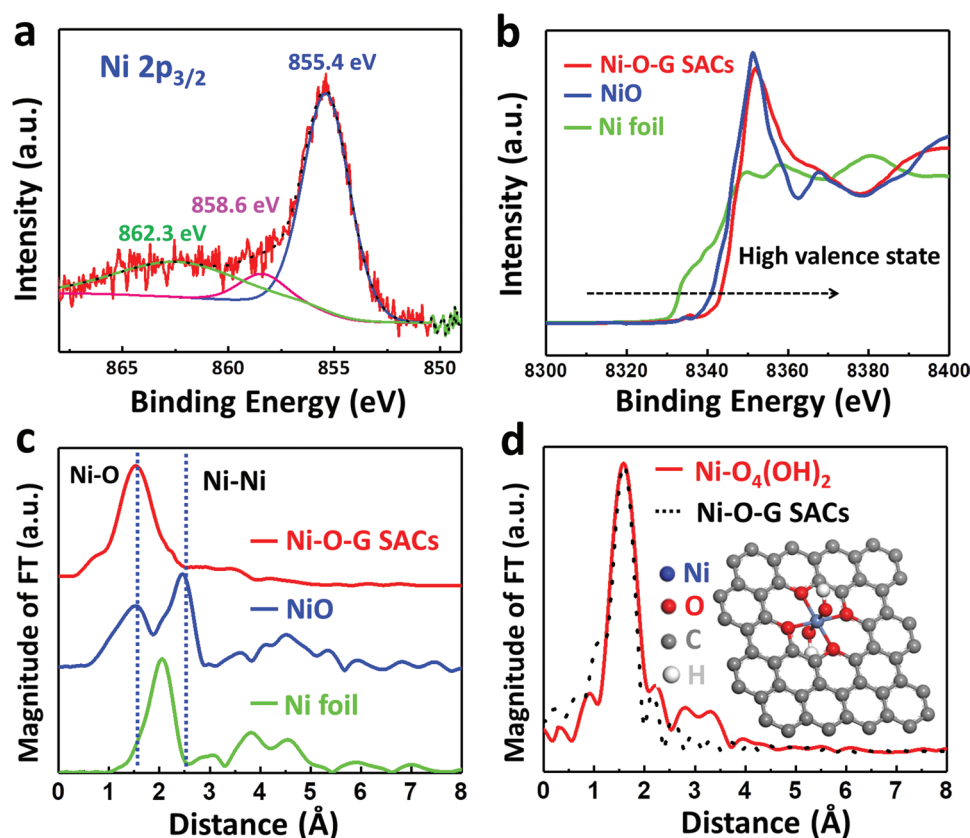 a
Ni 2p3/2
855.4 eV
858.6 eV
862.3 eV
Intensity (a.u.)
865 860 855 850
Binding Energy (eV)
b
Ni-O-G SACs
NiO
Ni foil
High valence state
Intensity (a.u.)
8300 8320 8340 8360 8380 8400
Binding Energy (eV)
c
Ni-O
Ni-Ni
Ni-O-G SACs
NiO
Ni foil
Magnitude of FT (a.u.)
0 1 2 3 4 5 6 7 8
Distance (Å)
d
Ni-O4(OH)2
Ni-O-G SACs
Ni
O
C
H
Magnitude of FT (a.u.)
0 1 2 3 4 5 6 7 8
Distance (Å)